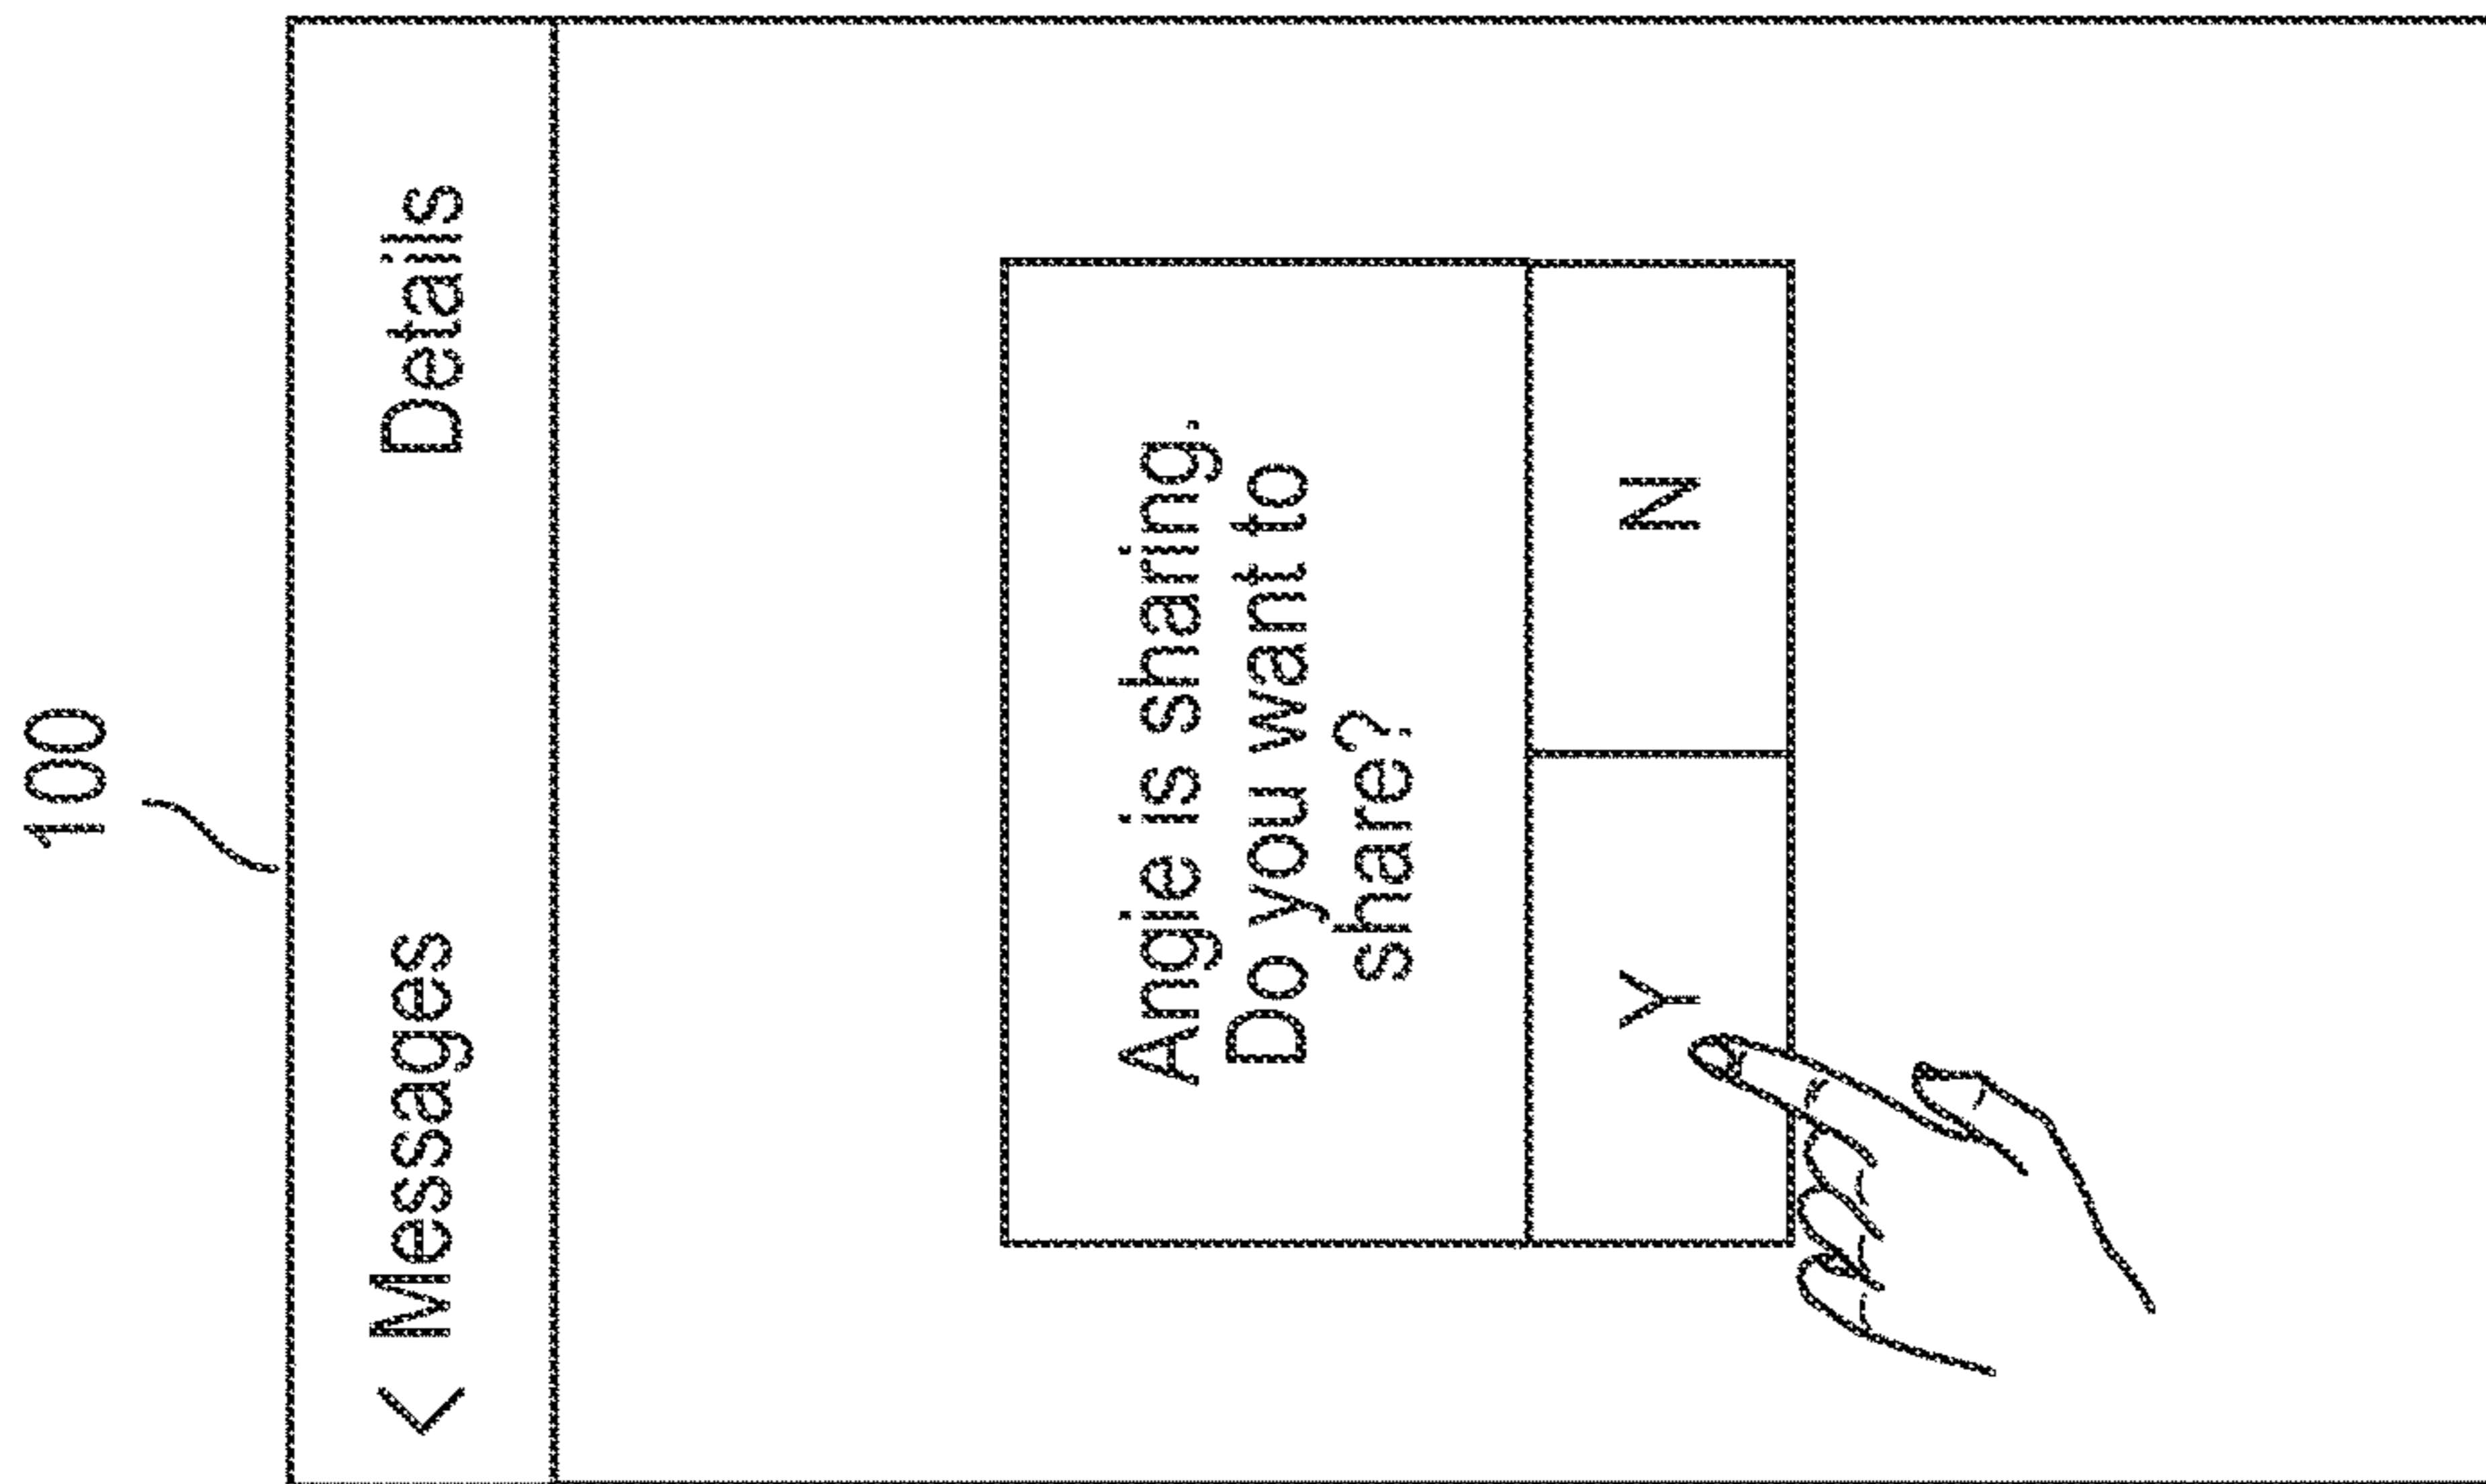 100
< Messages Details
Angie is sharing.
Do you want to
share?
Y N